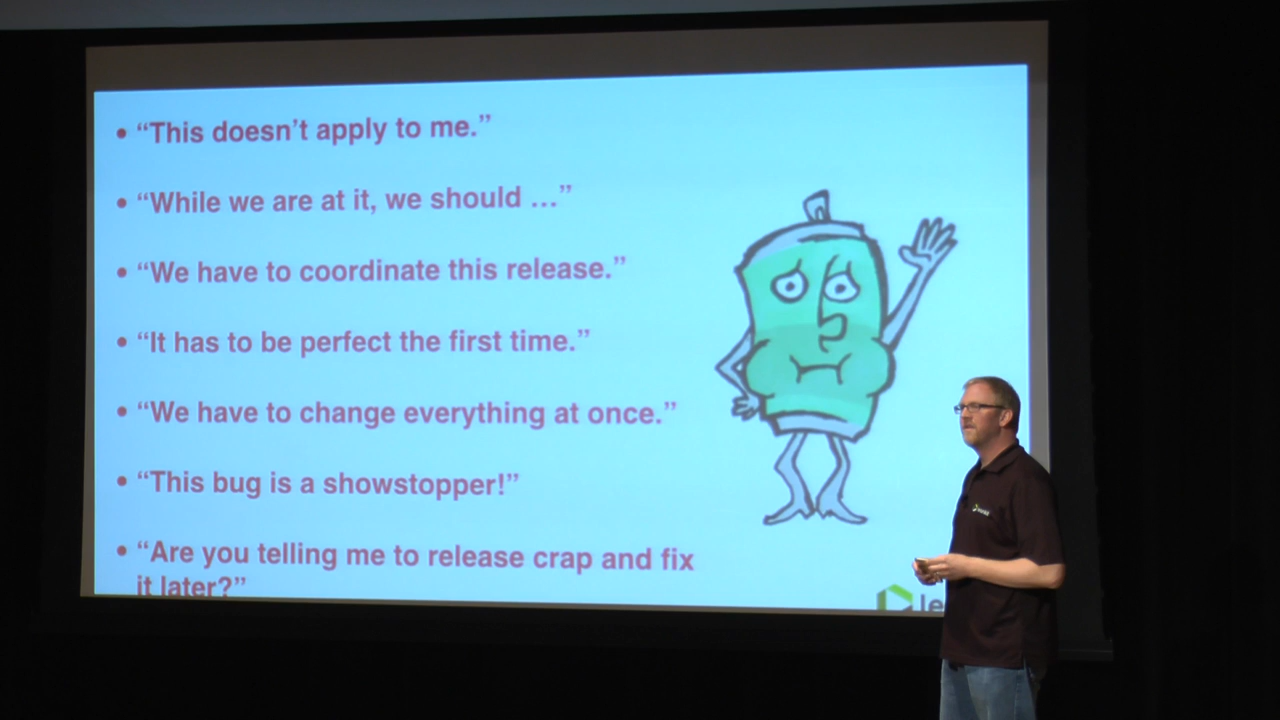 • “This doesn’t apply to me.”
• “While we are at it, we should …”
• “We have to coordinate this release.”
• “It has to be perfect the first time.”
• “We have to change everything at once.”
• “This bug is a showstopper!”
• “Are you telling me to release crap and fix
it later?”